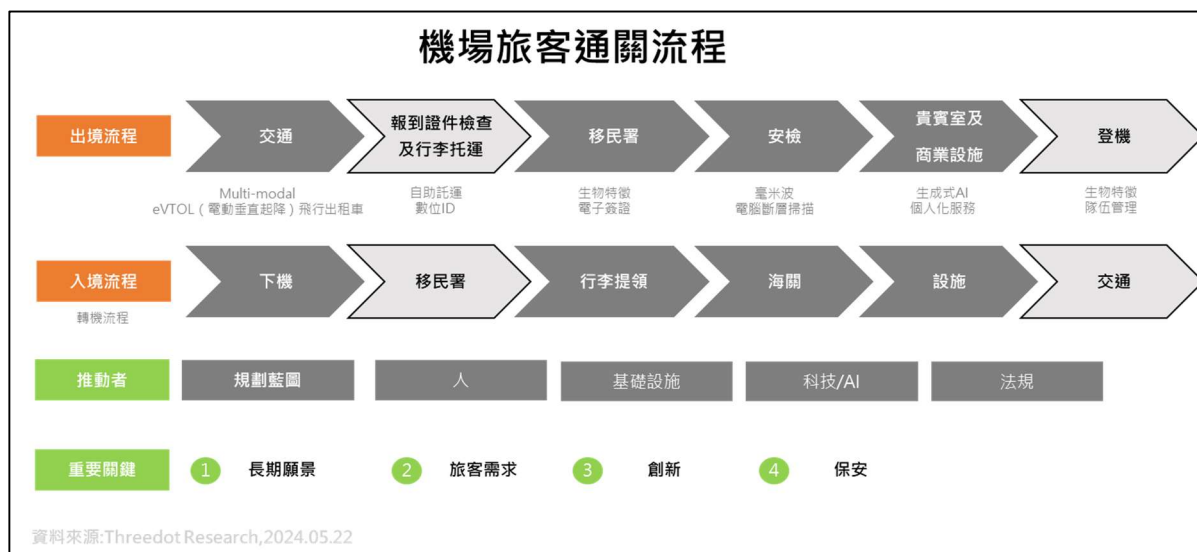 機場旅客通關流程
出境流程
交通
報到證件檢查
及行李托運
移民署
安檢
貴賓室及
商業設施
登機
Multi-modal
eVTOL（電動垂直起降）飛行出租車
自助託運
數位ID
生物特徵
電子簽證
毫米波
電腦斷層掃描
生成式AI
個人化服務
生物特徵
隊伍管理
入境流程
下機
移民署
行李提領
海關
設施
交通
轉機流程
推動者
規劃藍圖
人
基礎設施
科技/AI
法規
重要關鍵
1 長期願景
2 旅客需求
3 創新
4 保安
資料來源:Threedot Research,2024.05.22